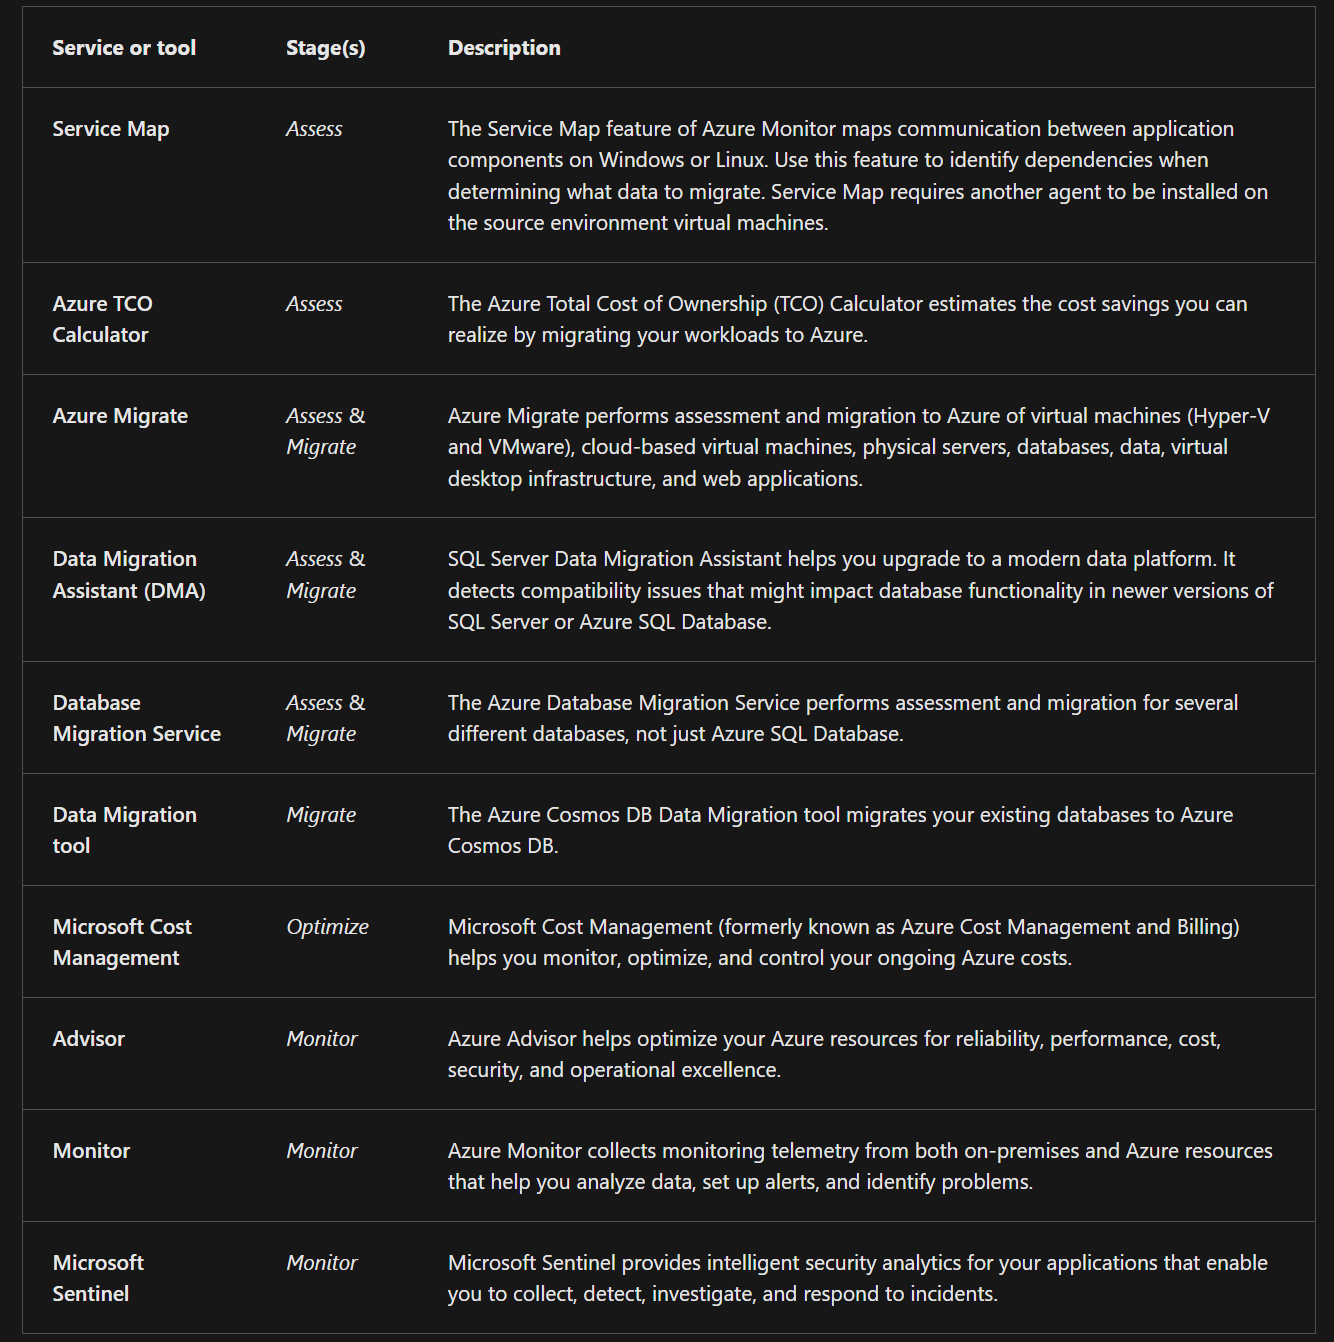 Service or tool Stage(s) Description
Service Map Assess The Service Map feature of Azure Monitor maps communication between application
components on Windows or Linux. Use this feature to identify dependencies when
determining what data to migrate. Service Map requires another agent to be installed on
the source environment virtual machines.
Azure TCO Assess The Azure Total Cost of Ownership (TCO) Calculator estimates the cost savings you can
Calculator realize by migrating your workloads to Azure.
Azure Migrate Assess & Azure Migrate performs assessment and migration to Azure of virtual machines (Hyper-V
Migrate and VMware), cloud-based virtual machines, physical servers, databases, data, virtual
desktop infrastructure, and web applications.
Data Migration Assess & SQL Server Data Migration Assistant helps you upgrade to a modern data platform. It
Assistant (DMA) Migrate detects compatibility issues that might impact database functionality in newer versions of
SQL Server or Azure SQL Database.
Database Assess & The Azure Database Migration Service performs assessment and migration for several
Migration Service Migrate different databases, not just Azure SQL Database.
Data Migration Migrate The Azure Cosmos DB Data Migration tool migrates your existing databases to Azure
tool Cosmos DB.
Microsoft Cost Optimize Microsoft Cost Management (formerly known as Azure Cost Management and Billing)
Management helps you monitor, optimize, and control your ongoing Azure costs.
Advisor Monitor Azure Advisor helps optimize your Azure resources for reliability, performance, cost,
security, and operational excellence.
Monitor Monitor Azure Monitor collects monitoring telemetry from both on-premises and Azure resources
that help you analyze data, set up alerts, and identify problems.
Microsoft Monitor Microsoft Sentinel provides intelligent security analytics for your applications that enable
Sentinel you to collect, detect, investigate, and respond to incidents.